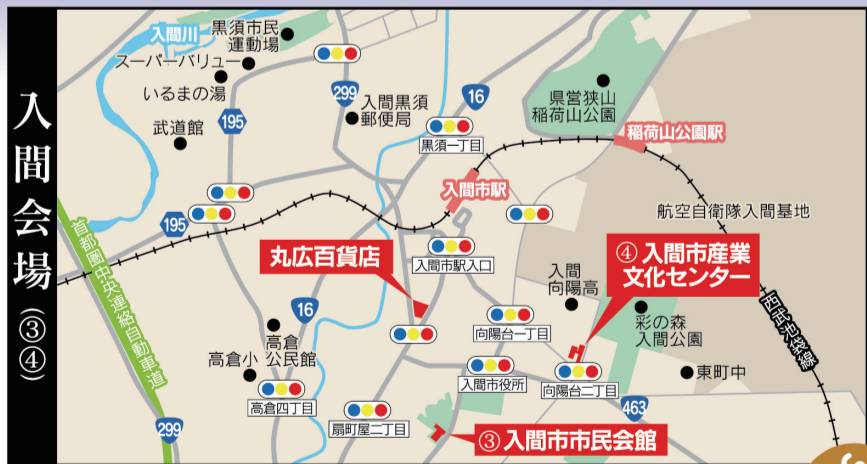 入間会場(③④)
入間川
黒須市民
運動場
スーパーバリュー
いるまの湯
武道館
195
299
入間黒須
郵便局
16
黒須一丁目
県営狭山
稲荷山公園
稲荷山公園駅
入間市駅
195
航空自衛隊入間基地
首都圏中央連絡自動車道
丸広百貨店
入間市駅入口
④入間市産業
文化センター
入間
向陽高
西武池袋線
16
高倉
公民館
高倉小
向陽台一丁目
彩の森
入間公園
入間市役所
向陽台二丁目
東町中
高倉四丁目
扇町屋二丁目
463
299
③入間市市民会館